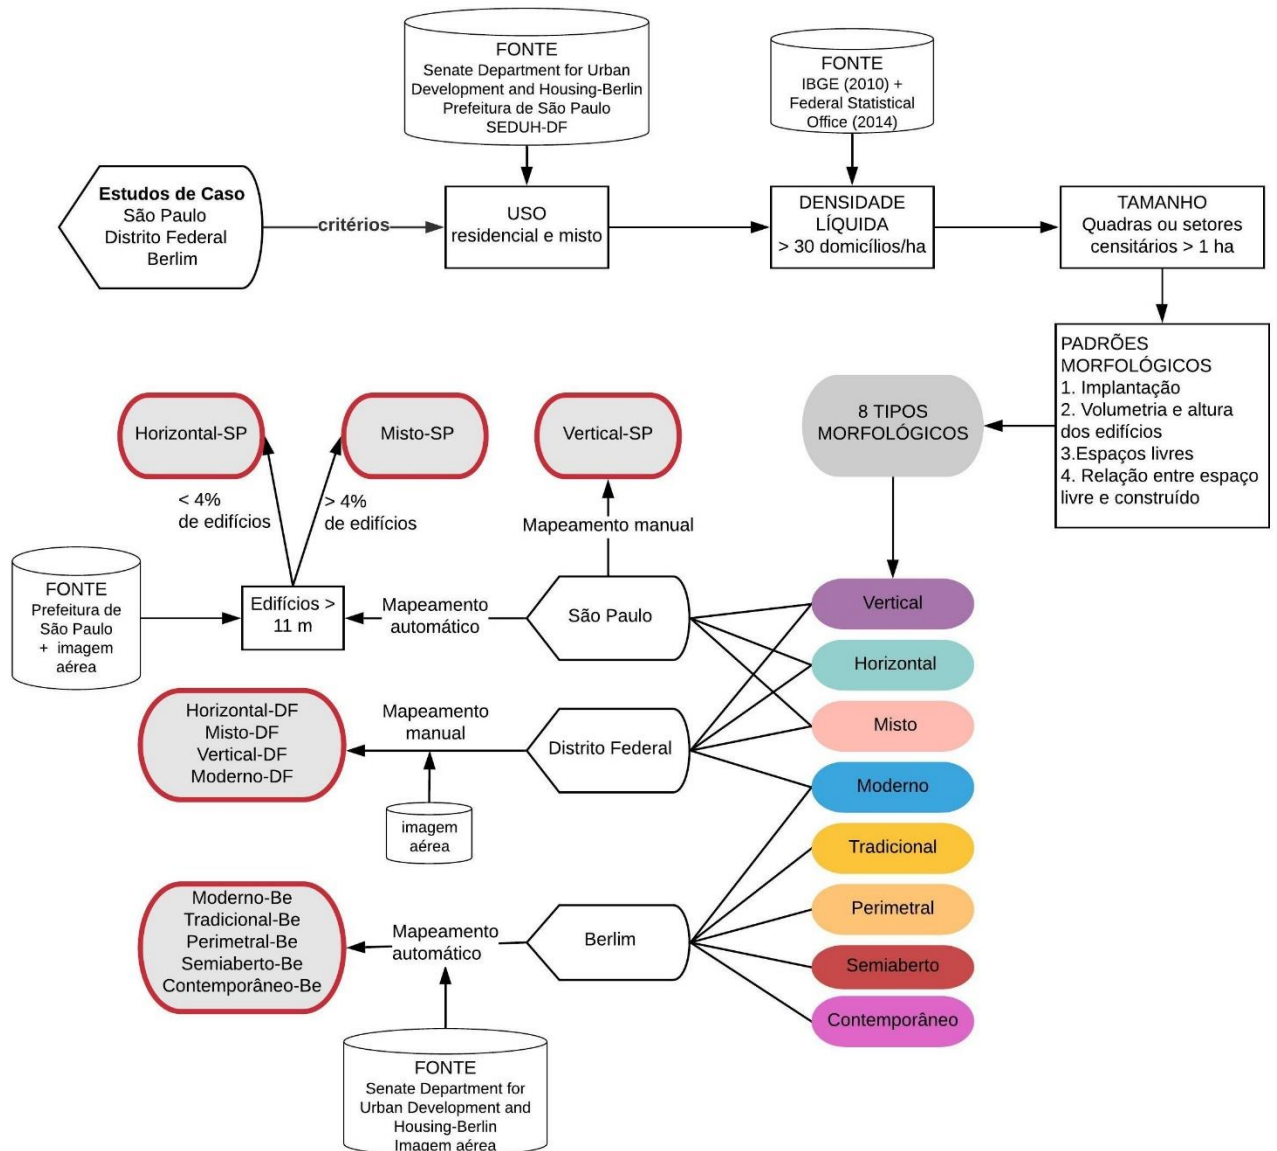 FONTE
Senate Department for Urban
Development and Housing-Berlin
Prefeitura de São Paulo
SEDUH-DF
FONTE
IBGE (2010) +
Federal Statistical
Office (2014)
Estudos de Caso
São Paulo
Distrito Federal
Berlim
critérios
USO
residencial e misto
DENSIDADE
LÍQUIDA
> 30 domicílios/ha
TAMANHO
Quadras ou setores
censitários > 1 ha
PADRÕES
MORFOLÓGICOS
1. Implantação
2. Volumetria e altura
dos edifícios
3.Espaços livres
4. Relação entre espaço
livre e construído
8 TIPOS
MORFOLÓGICOS
Horizontal-SP
Misto-SP
Vertical-SP
< 4%
de edifícios
> 4%
de edifícios
Mapeamento manual
FONTE
Prefeitura de
São Paulo
+ imagem
aérea
Edifícios >
11 m
Mapeamento
automático
São Paulo
Vertical
Horizontal
Misto
Moderno
Tradicional
Perimetral
Semiaberto
Contemporâneo
Horizontal-DF
Misto-DF
Vertical-DF
Moderno-DF
Mapeamento
manual
Distrito Federal
imagem
aérea
Moderno-Be
Tradicional-Be
Perimetral-Be
Semiaberto-Be
Contemporâneo-Be
Mapeamento
automático
Berlim
FONTE
Senate Department for
Urban Development and
Housing-Berlin
Imagem aérea